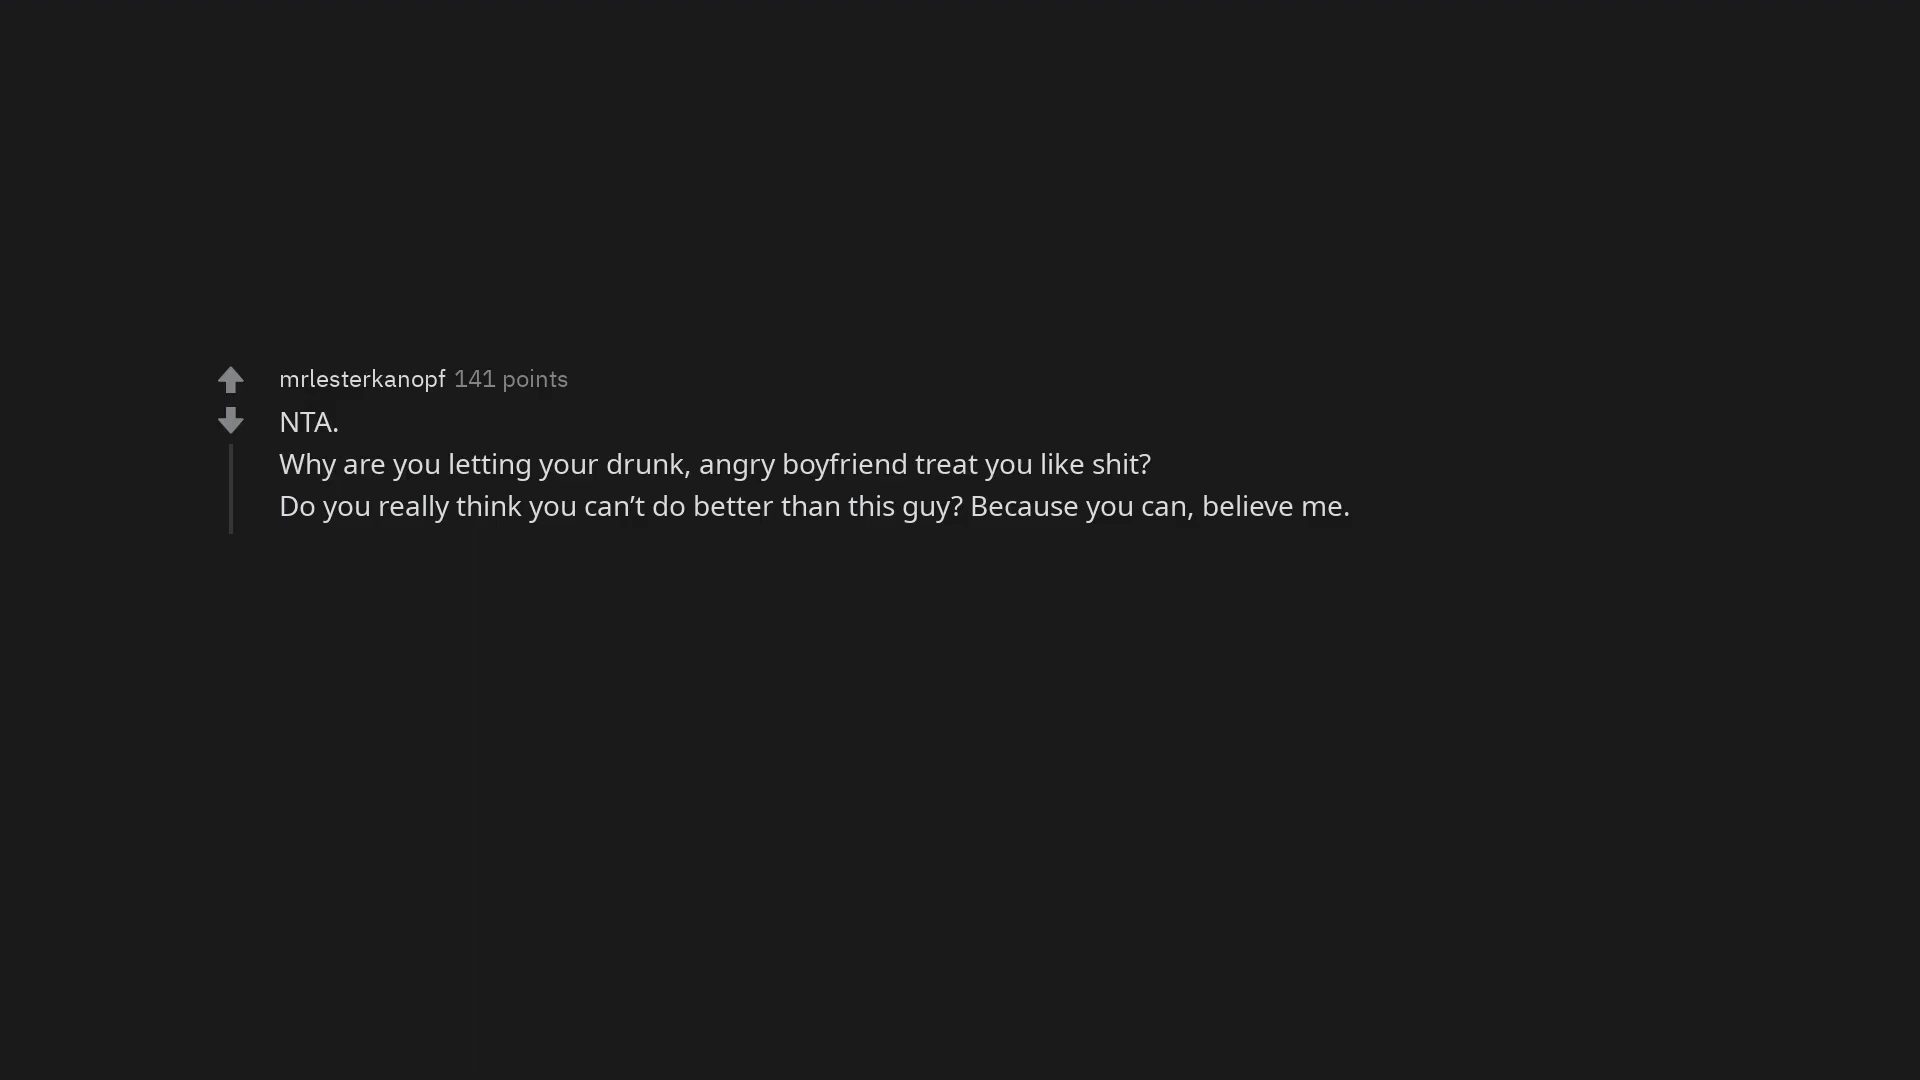 mrlesterkanopf 141 points
NTA.
Why are you letting your drunk, angry boyfriend treat you like shit?
Do you really think you can’t do better than this guy? Because you can, believe me.